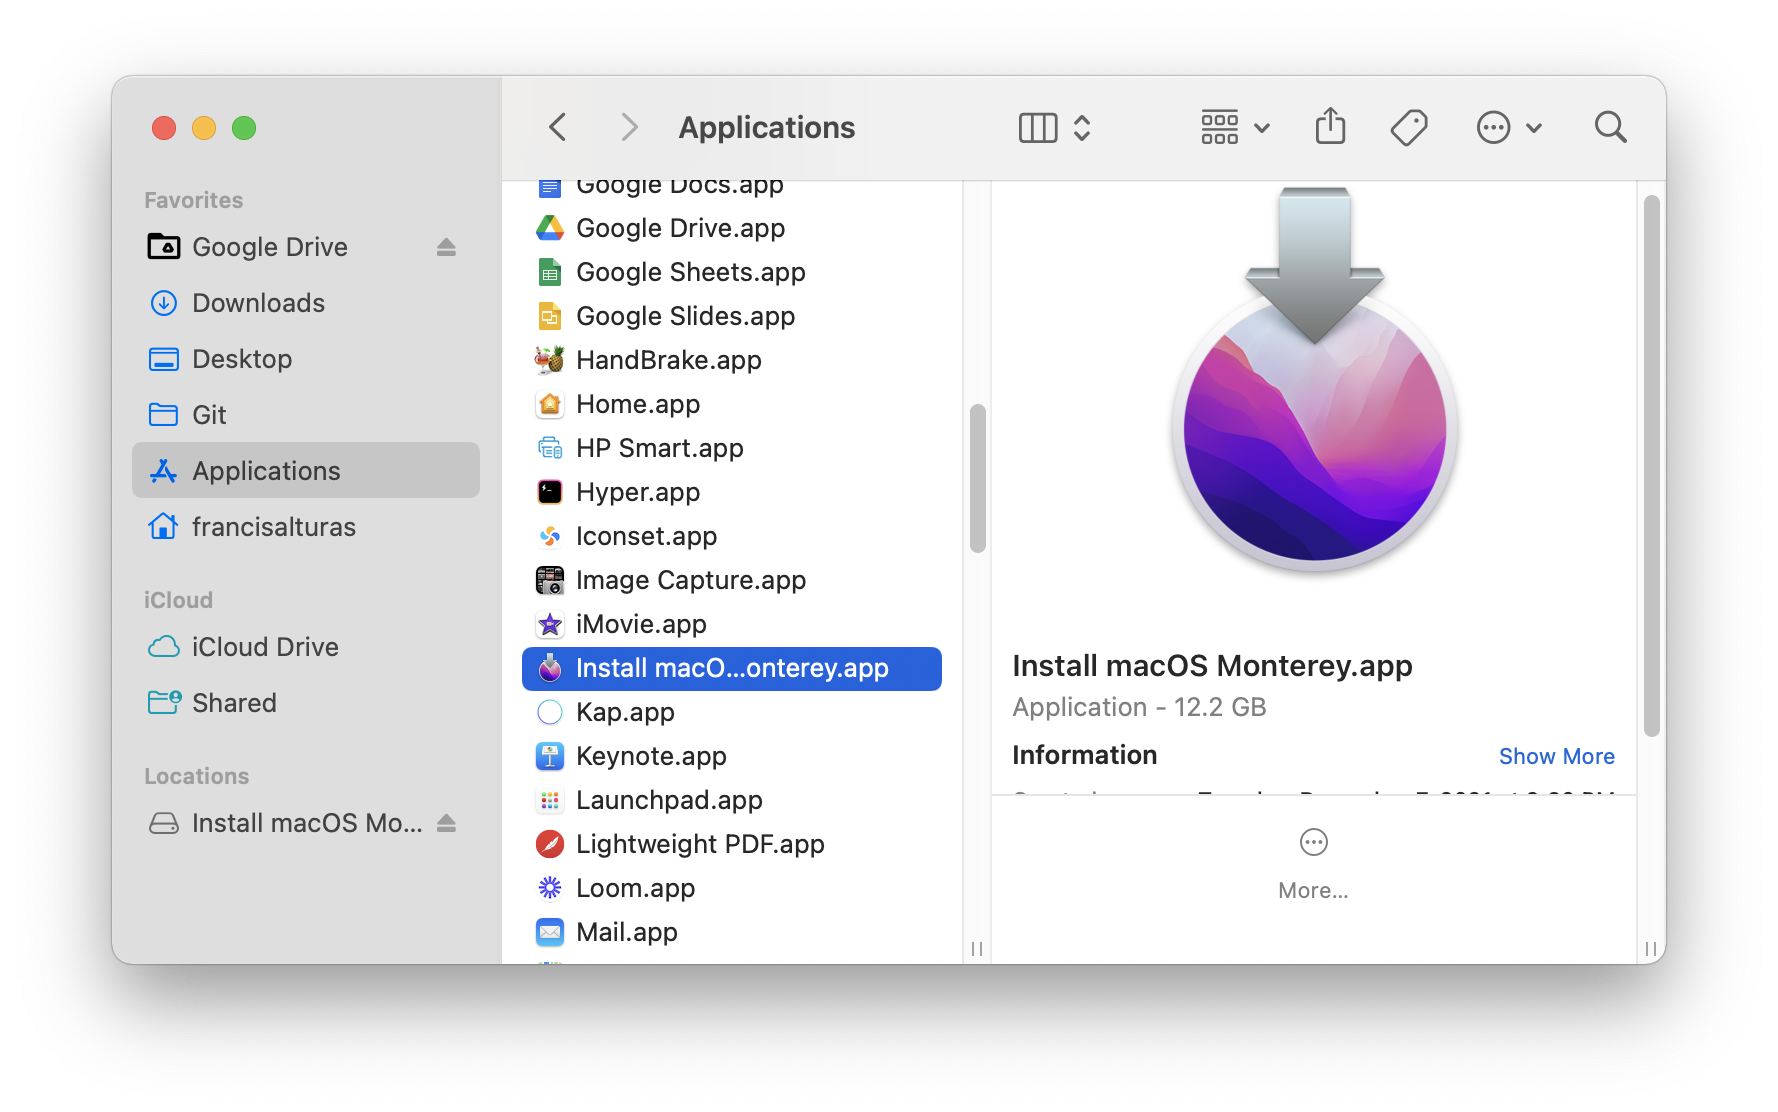 Applications
Favorites
Google Drive
Downloads
Desktop
Git
Applications
francisalturas
iCloud
iCloud Drive
Shared
Locations
Install macOS Mo...
Google Docs.app
Google Drive.app
Google Sheets.app
Google Slides.app
HandBrake.app
Home.app
HP Smart.app
Hyper.app
Iconset.app
Image Capture.app
iMovie.app
Install macO...onterey.app
Kap.app
Keynote.app
Launchpad.app
Lightweight PDF.app
Loom.app
Mail.app
Install macOS Monterey.app
Application - 12.2 GB
Information
Show More
More...